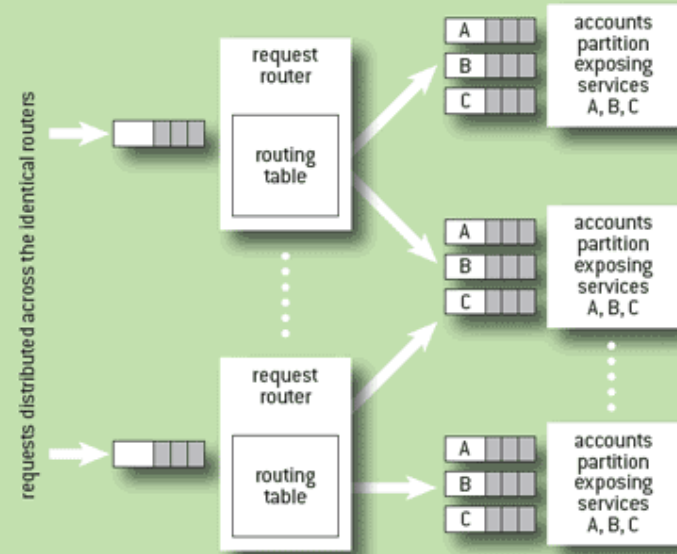 requests distributed across the identical routers
request
router
routing
table
A
B
C
accounts
partition
exposing
services
A, B, C
A
B
C
accounts
partition
exposing
services
A, B, C
request
router
routing
table
A
B
C
accounts
partition
exposing
services
A, B, C